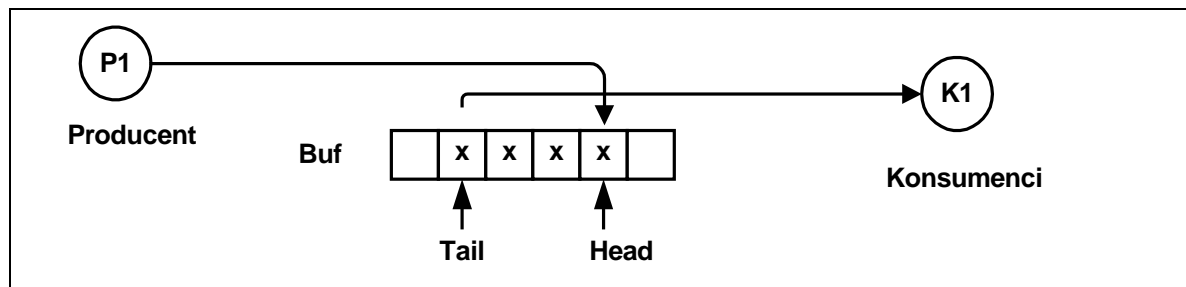 P1
K1
Producent
Buf x x x x
Konsumenci
Tail Head